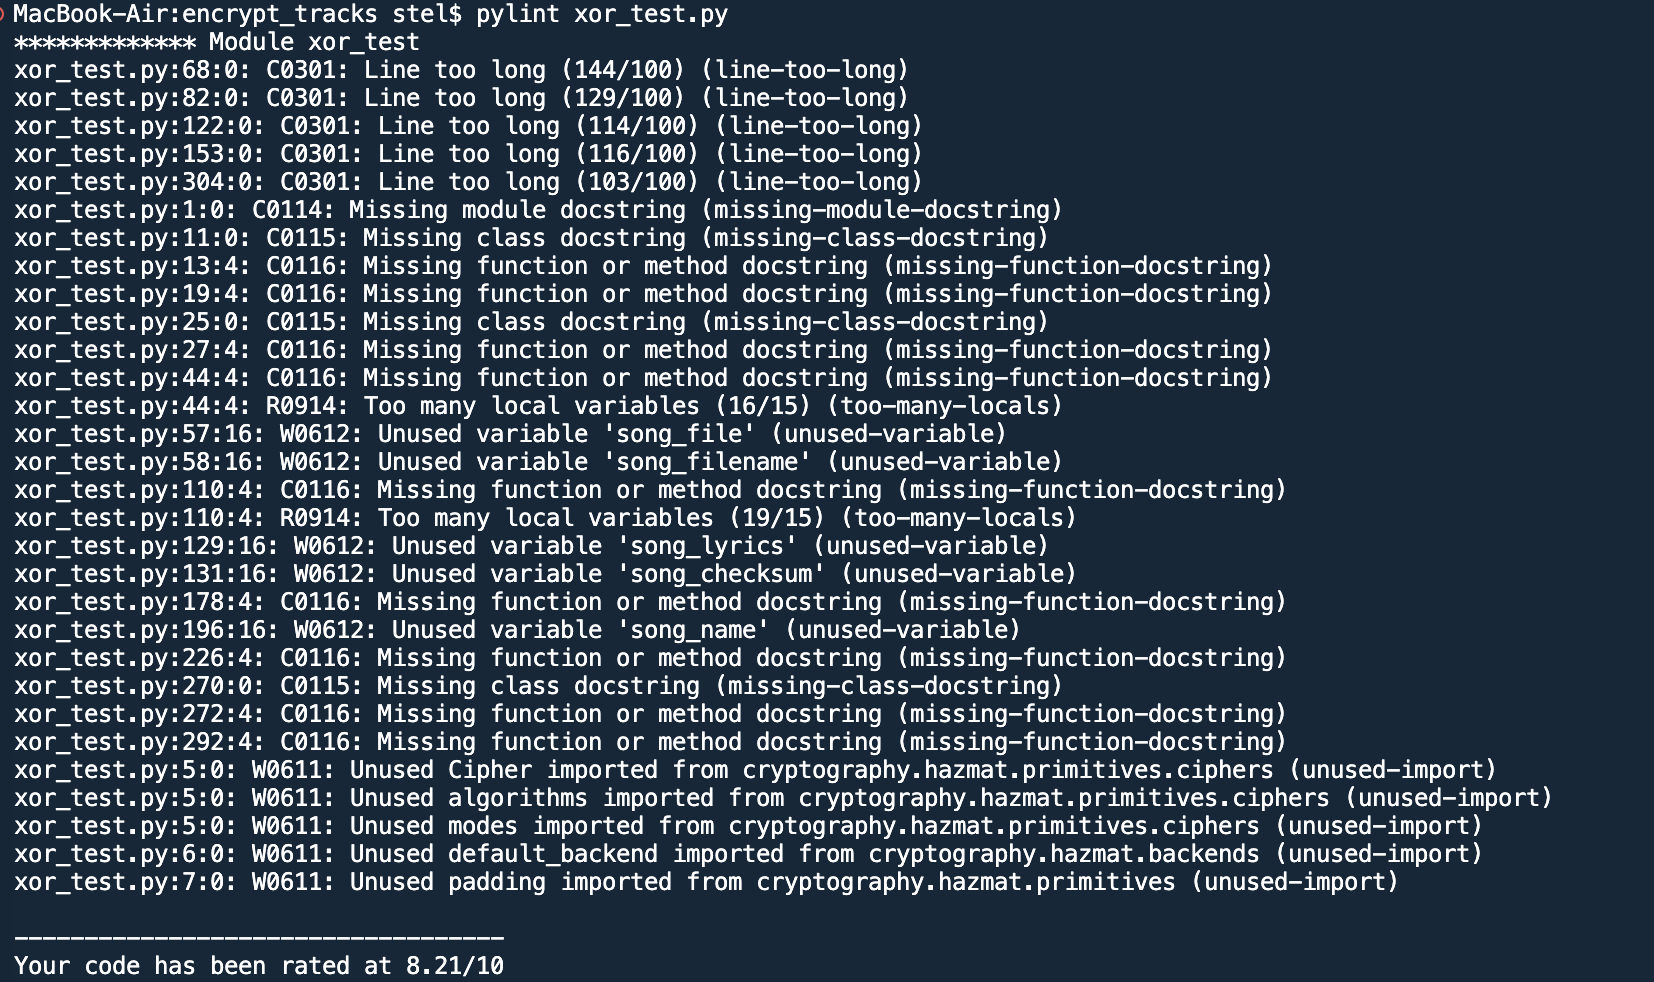 MacBook-Air:encrypt_tracks stel$ pylint xor_test.py
************* Module xor_test
xor_test.py:68:0: C0301: Line too long (144/100) (line-too-long)
xor_test.py:82:0: C0301: Line too long (129/100) (line-too-long)
xor_test.py:122:0: C0301: Line too long (114/100) (line-too-long)
xor_test.py:153:0: C0301: Line too long (116/100) (line-too-long)
xor_test.py:304:0: C0301: Line too long (103/100) (line-too-long)
xor_test.py:1:0: C0114: Missing module docstring (missing-module-docstring)
xor_test.py:11:0: C0115: Missing class docstring (missing-class-docstring)
xor_test.py:13:4: C0116: Missing function or method docstring (missing-function-docstring)
xor_test.py:19:4: C0116: Missing function or method docstring (missing-function-docstring)
xor_test.py:25:0: C0115: Missing class docstring (missing-class-docstring)
xor_test.py:27:4: C0116: Missing function or method docstring (missing-function-docstring)
xor_test.py:44:4: C0116: Missing function or method docstring (missing-function-docstring)
xor_test.py:44:4: R0914: Too many local variables (16/15) (too-many-locals)
xor_test.py:57:16: W0612: Unused variable 'song_file' (unused-variable)
xor_test.py:58:16: W0612: Unused variable 'song_filename' (unused-variable)
xor_test.py:110:4: C0116: Missing function or method docstring (missing-function-docstring)
xor_test.py:110:4: R0914: Too many local variables (19/15) (too-many-locals)
xor_test.py:129:16: W0612: Unused variable 'song_lyrics' (unused-variable)
xor_test.py:131:16: W0612: Unused variable 'song_checksum' (unused-variable)
xor_test.py:178:4: C0116: Missing function or method docstring (missing-function-docstring)
xor_test.py:196:16: W0612: Unused variable 'song_name' (unused-variable)
xor_test.py:226:4: C0116: Missing function or method docstring (missing-function-docstring)
xor_test.py:270:0: C0115: Missing class docstring (missing-class-docstring)
xor_test.py:272:4: C0116: Missing function or method docstring (missing-function-docstring)
xor_test.py:292:4: C0116: Missing function or method docstring (missing-function-docstring)
xor_test.py:5:0: W0611: Unused Cipher imported from cryptography.hazmat.primitives.ciphers (unused-import)
xor_test.py:5:0: W0611: Unused algorithms imported from cryptography.hazmat.primitives.ciphers (unused-import)
xor_test.py:5:0: W0611: Unused modes imported from cryptography.hazmat.primitives.ciphers (unused-import)
xor_test.py:6:0: W0611: Unused default_backend imported from cryptography.hazmat.backends (unused-import)
xor_test.py:7:0: W0611: Unused padding imported from cryptography.hazmat.primitives (unused-import)
-----------------------------------
Your code has been rated at 8.21/10